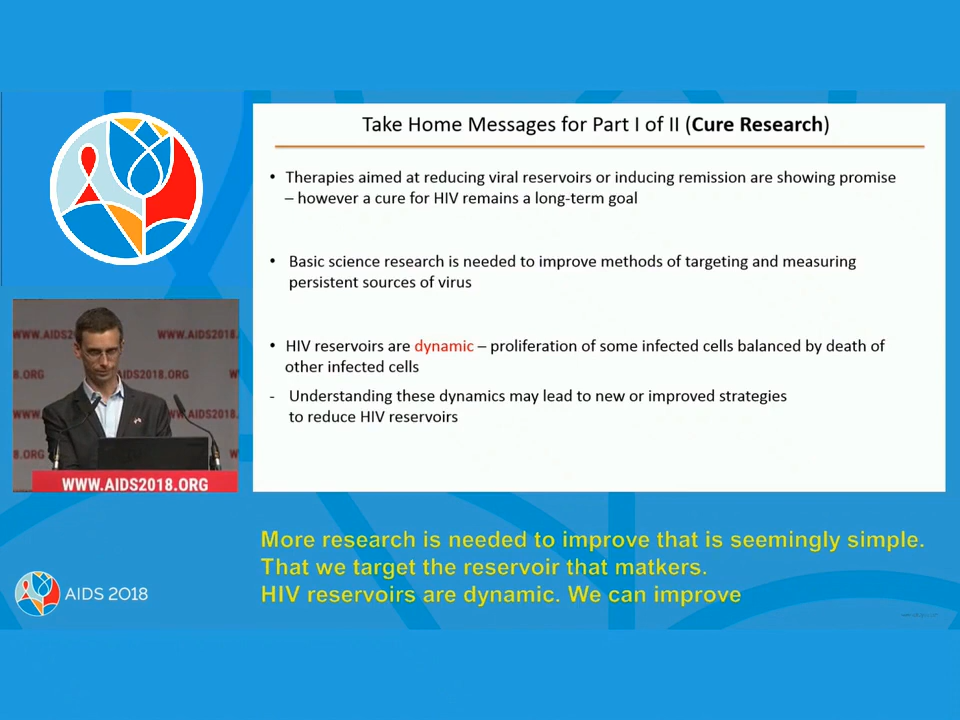 Take Home Messages for Part I of II (Cure Research)
• Therapies aimed at reducing viral reservoirs or inducing remission are showing promise
– however a cure for HIV remains a long-term goal
• Basic science research is needed to improve methods of targeting and measuring
persistent sources of virus
• HIV reservoirs are dynamic – proliferation of some infected cells balanced by death of
other infected cells
- Understanding these dynamics may lead to new or improved strategies
to reduce HIV reservoirs
WWW.AIDS2
WWW.AIDS2018.
.ORG
AIDS2018.ORG
W
WWW.AIDS2
AIDS2018.
.ORG
WWW.AIDS2018.ORG
More research is needed to improve that is seemingly simple.
That we target the reservoir that matkers.
HIV reservoirs are dynamic. We can improve
AIDS 2018